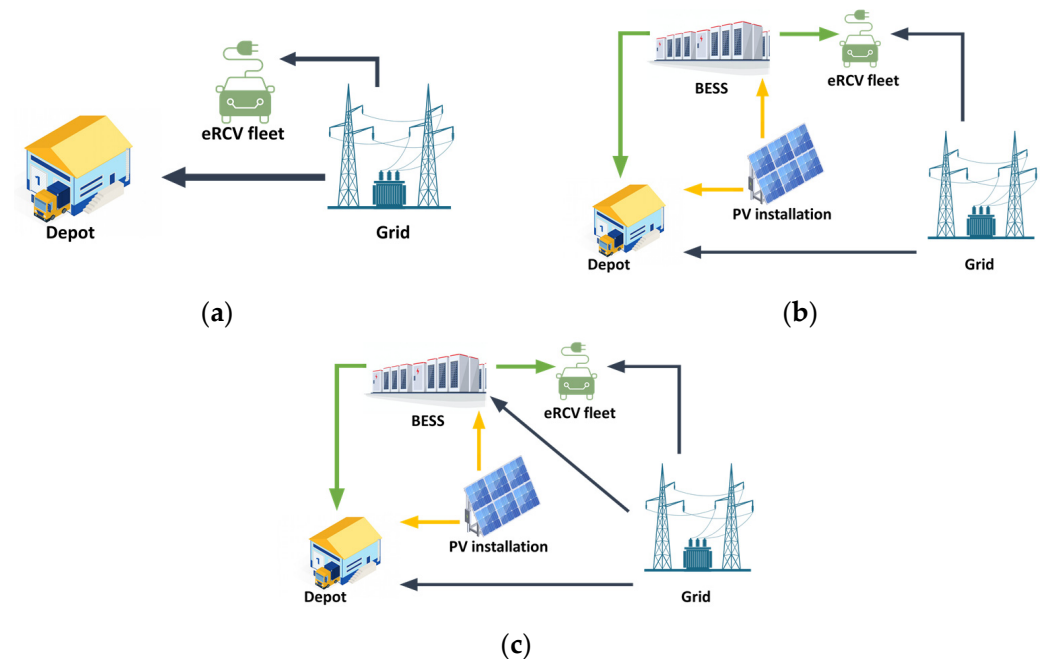 eRCV fleet
Depot
Grid
(a)
eRCV fleet
BESS
PV installation
Depot
Grid
(b)
eRCV fleet
BESS
PV installation
Depot
Grid
(c)